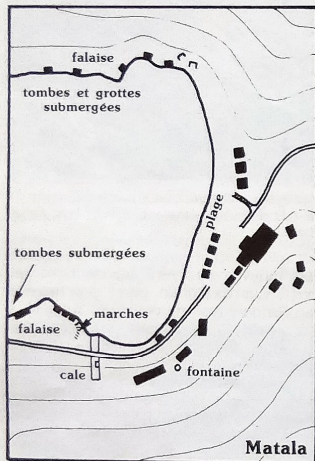 falaise
tombes et grottes
submergées
plage
tombes submergées
marches
falaise
cale
fontaine
Matala